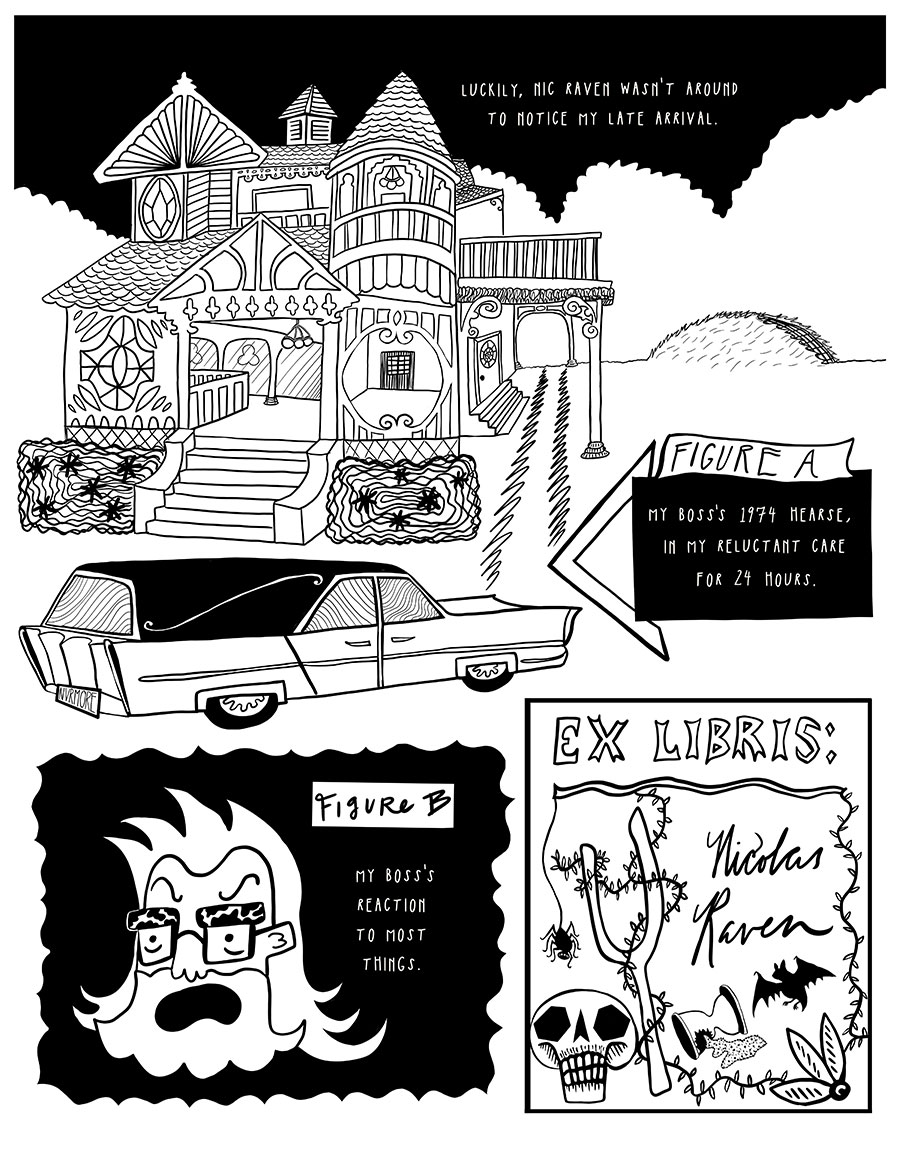 LUCKILY, NIC RAVEN WASN'T AROUND
TO NOTICE MY LATE ARRIVAL.
FIGURE A
MY BOSS'S 1974 HEARSE,
IN MY RELUCTANT CARE
FOR 24 HOURS.
NVRMORE
FIGURE B
MY BOSS'S
REACTION
TO MOST
THINGS.
EX LIBRIS:
Nicolas
Raven